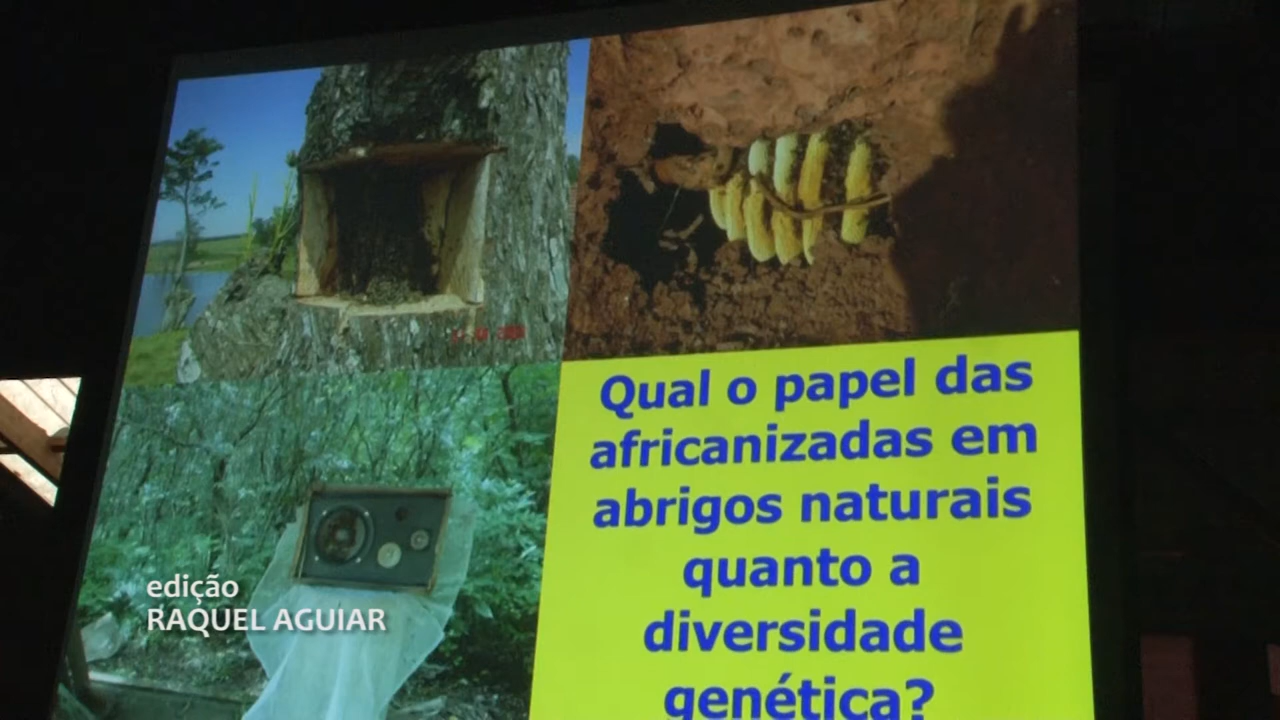 Qual o papel das
africanizadas em
abrigos naturais
quanto a
diversidade
genética?
edição
RAQUEL AGUIAR